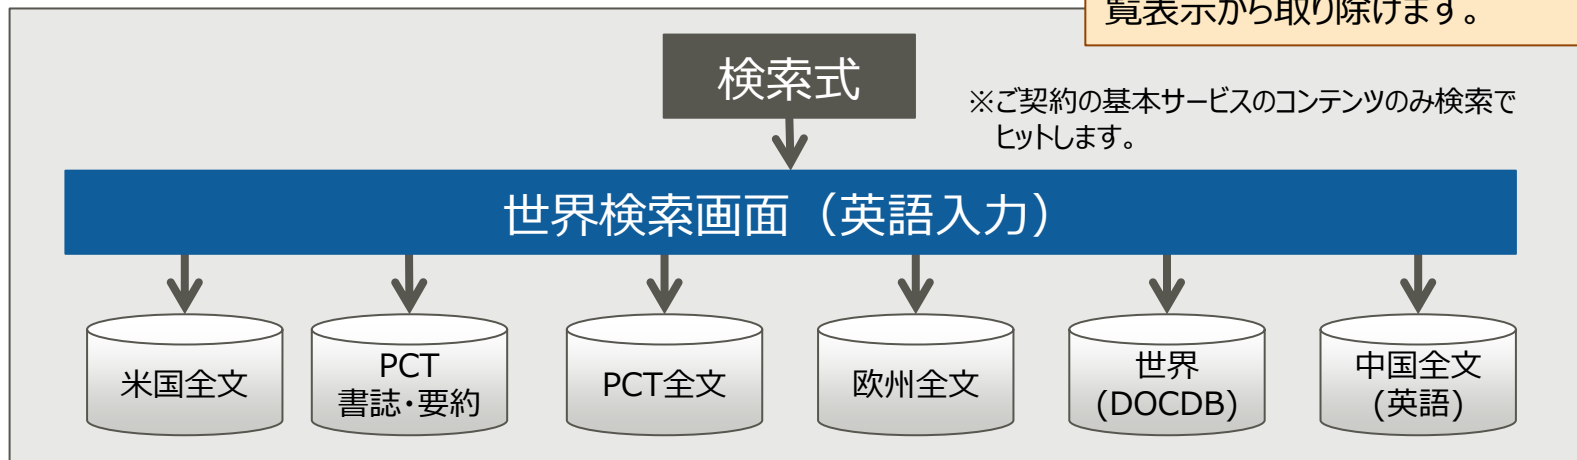 覧表示から取り除けます。
検索式
※ご契約の基本サービスのコンテンツのみ検索で
ヒットします。
世界検索画面（英語入力）
米国全文
PCT
書誌・要約
PCT全文
欧州全文
世界
(DOCDB)
中国全文
(英語)